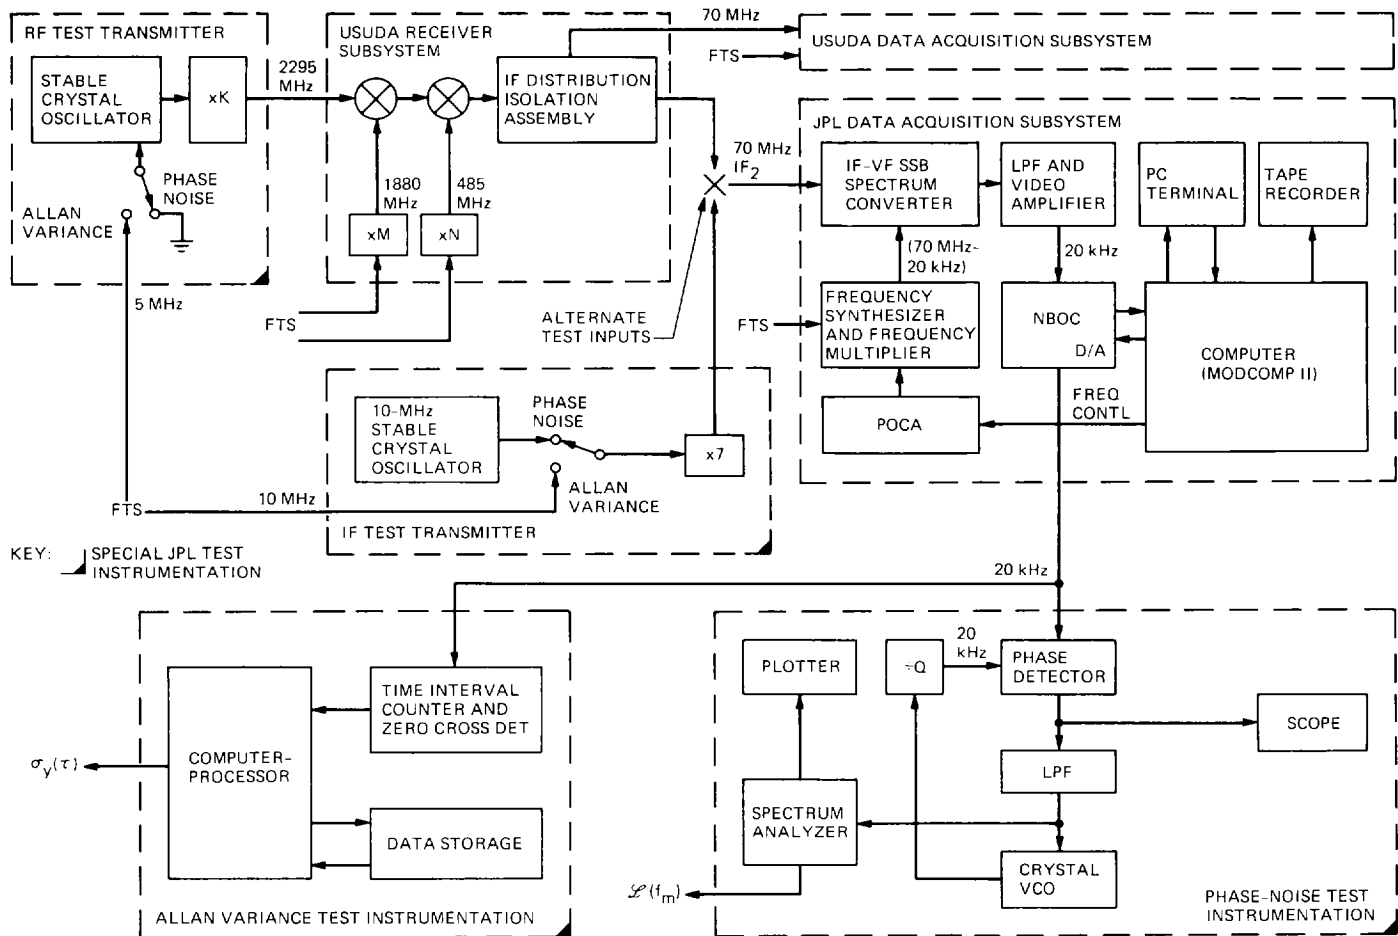 RF TEST TRANSMITTER
STABLE
CRYSTAL
OSCILLATOR
xK
2295
MHz
PHASE
NOISE
ALLAN
VARIANCE
5 MHz
USUDA RECEIVER
SUBSYSTEM
IF DISTRIBUTION
ISOLATION
ASSEMBLY
1880
MHz
485
MHz
xM
xN
FTS
70 MHz
FTS
USUDA DATA ACQUISITION SUBSYSTEM
70 MHz
IF2
ALTERNATE
TEST INPUTS
JPL DATA ACQUISITION SUBSYSTEM
IF-VF SSB
SPECTRUM
CONVERTER
LPF AND
VIDEO
AMPLIFIER
PC
TERMINAL
TAPE
RECORDER
(70 MHz-
20 kHz)
20 kHz
FTS
FREQUENCY
SYNTHESIZER
AND FREQUENCY
MULTIPLIER
NBOC
D/A
COMPUTER
(MODCOMP II)
FREQ
CONTL
POCA
10-MHz
STABLE
CRYSTAL
OSCILLATOR
PHASE
NOISE
x7
ALLAN
VARIANCE
FTS
10 MHz
IF TEST TRANSMITTER
KEY:
SPECIAL JPL TEST
INSTRUMENTATION
20 kHz
TIME INTERVAL
COUNTER AND
ZERO CROSS DET
COMPUTER-
PROCESSOR
σy(τ)
DATA STORAGE
ALLAN VARIANCE TEST INSTRUMENTATION
PLOTTER
÷Q
20
kHz
PHASE
DETECTOR
SCOPE
LPF
SPECTRUM
ANALYZER
CRYSTAL
VCO
ℒ(fm)
PHASE-NOISE TEST
INSTRUMENTATION